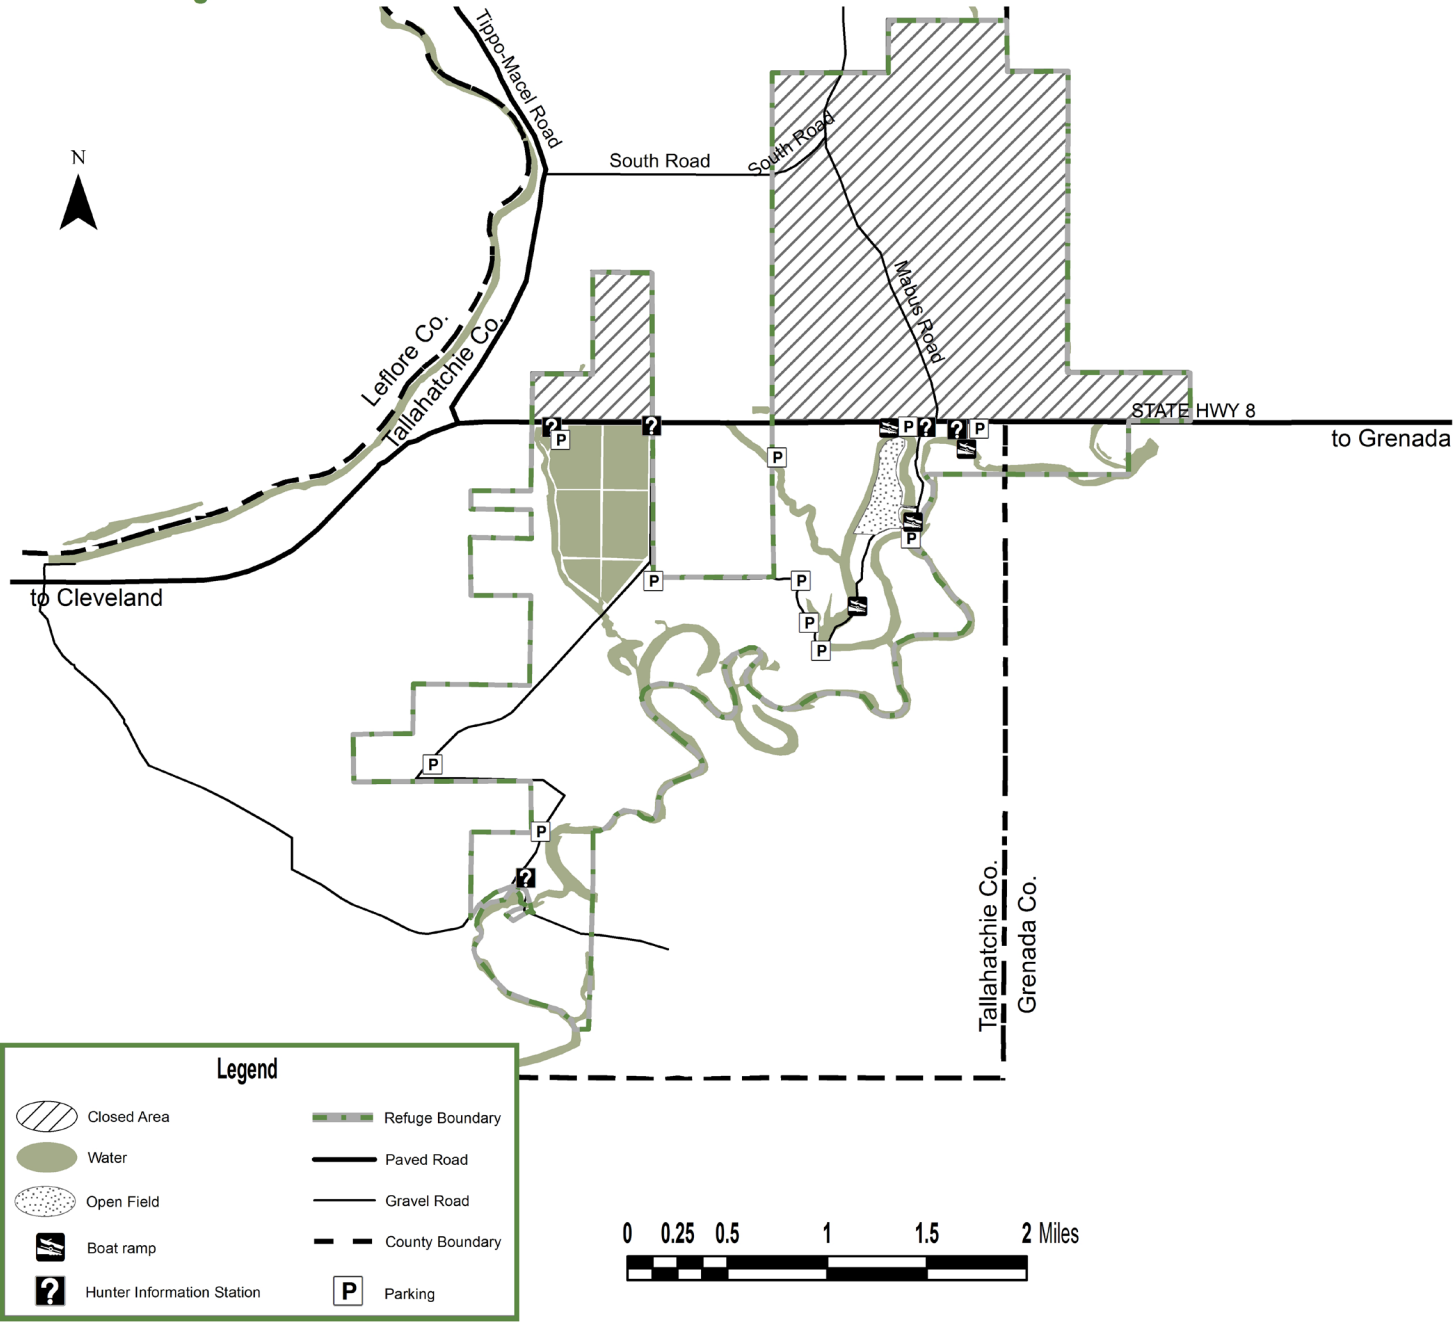 Tippo-Macel Road
N
South Road
South Road
Mabus Road
Leflore Co.
Tallahatchie Co.
STATE HWY 8
to Grenada
?
P
?
P
?
?
P
P
P
to Cleveland
P
P
P
P
P
P
?
Tallahatchie Co.
Grenada Co.
Legend
Closed Area
Refuge Boundary
Water
Paved Road
Open Field
Gravel Road
Boat ramp
County Boundary
? Hunter Information Station
P Parking
0 0.25 0.5 1 1.5 2 Miles